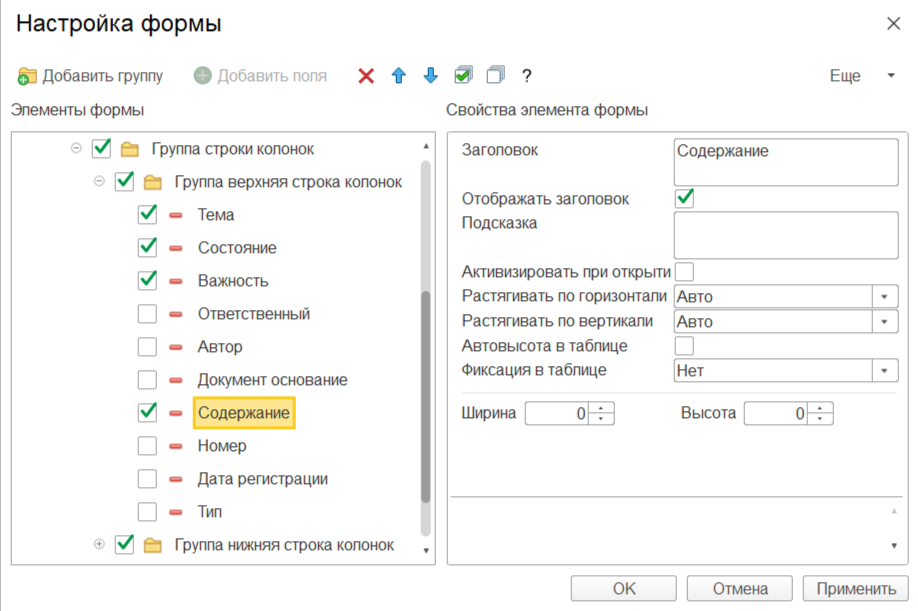 Настройка формы
Добавить группу Добавить поля ? Еще
Элементы формы
Группа строки колонок
Группа верхняя строка колонок
Тема
Состояние
Важность
Ответственный
Автор
Документ основание
Содержание
Номер
Дата регистрации
Тип
Группа нижняя строка колонок
Свойства элемента формы
Заголовок Содержание
Отображать заголовок
Подсказка
Активизировать при открыти
Растягивать по горизонтали Авто
Растягивать по вертикали Авто
Автовысота в таблице
Фиксация в таблице Нет
Ширина 0 Высота 0
OK Отмена Применить